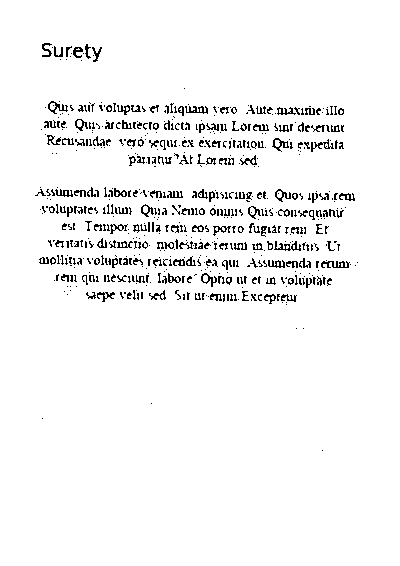 Surety
Quis aut voluptas et aliquam vero. Aute maxime illo
aute. Quis architecto dicta ipsam Lorem sint deserunt
Recusandae. vero sequi ex exercitation. Qui expedita
pariatur? At Lorem sed.
Assumenda labore veniam. adipisicing et. Quos ipsa rem
voluptates illum. Quia Nemo omnis Quis consequatur
est. Tempor nulla rem eos porro fugiat rem. Et
veritatis distinctio. molestiae rerum in blanditiis. Ut
mollitia voluptates reiciendis ea qui. Assumenda rerum
rem qui nesciunt. labore? Optio ut et in voluptate
saepe velit sed. Sit ut enim Excepteur